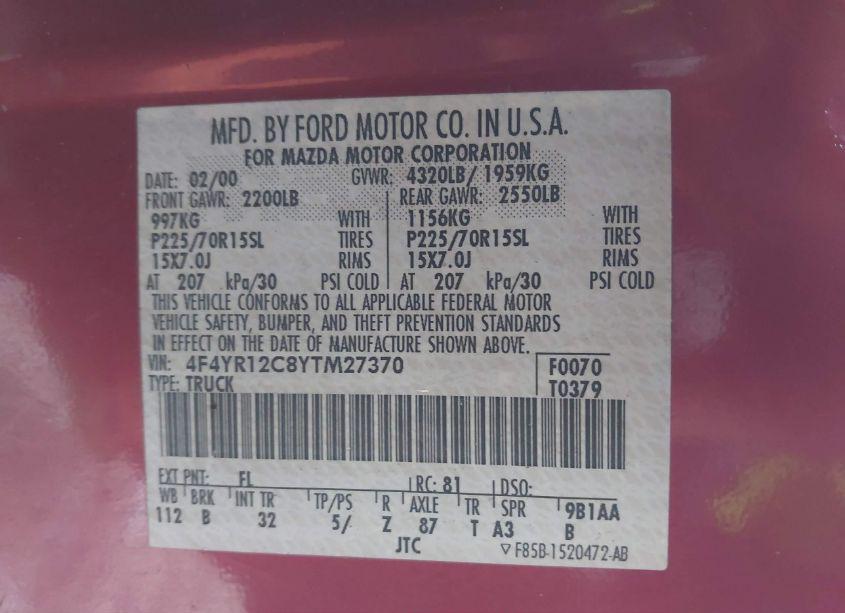 MFD. BY FORD MOTOR CO. IN U.S.A.
FOR MAZDA MOTOR CORPORATION
DATE: 02/00 GVWR: 4320LB/ 1959KG
FRONT GAWR: 2200LB REAR GAWR: 2550LB
997KG WITH 1156KG WITH
P225/70R15SL TIRES P225/70R15SL TIRES
15X7.0J RIMS 15X7.0J RIMS
AT 207 kPa/30 PSI COLD AT 207 kPa/30 PSI COLD
THIS VEHICLE CONFORMS TO ALL APPLICABLE FEDERAL MOTOR
VEHICLE SAFETY, BUMPER, AND THEFT PREVENTION STANDARDS
IN EFFECT ON THE DATE OF MANUFACTURE SHOWN ABOVE.
VIN: 4F4YR12C8YTM27370 F0070
TYPE: TRUCK T0379
EXT PNT: FL RC: 81 DSO:
WB BRK INT TR TP/PS R AXLE TR SPR 9B1AA
112 B 32 5/ Z 87 T A3 B
JTC ▽ F85B-1520472-AB